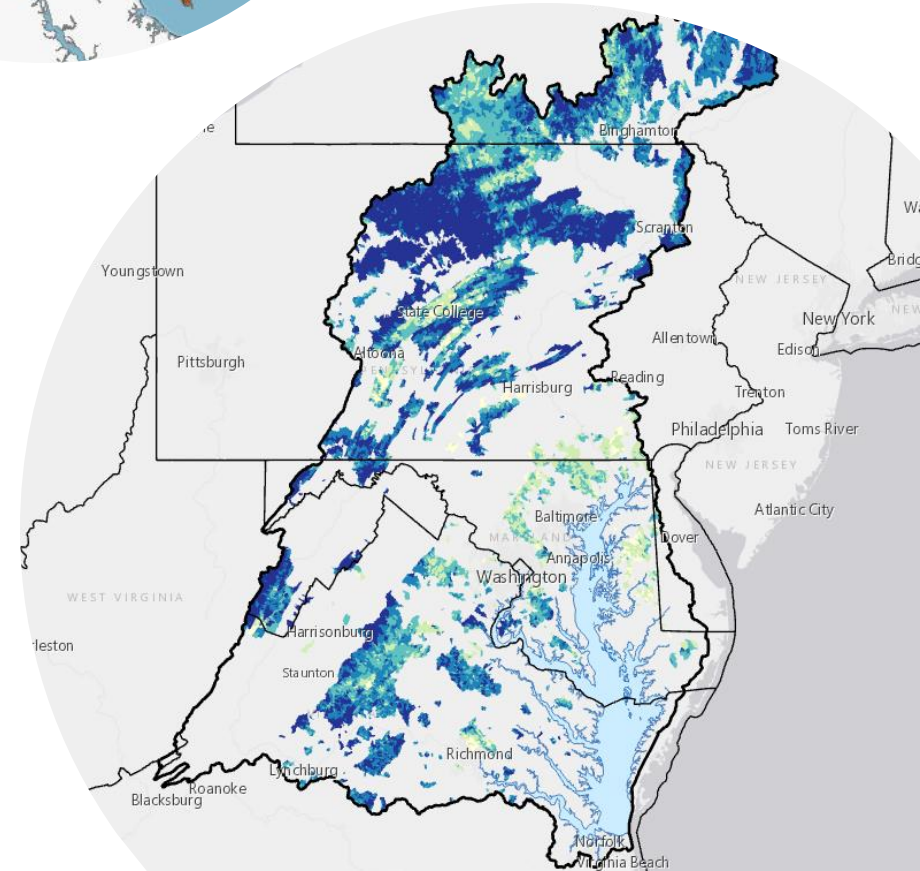 Binghamton
Scranton
Youngstown
NEW JERSEY
State College
New York
Allentown
Altoona
Edison
Pittsburgh
Harrisburg
Reading
Trenton
Philadelphia
Toms River
NEW JERSEY
Baltimore
Atlantic City
MARYLAND
Dover
Annapolis
Washington
WEST VIRGINIA
Harrisonburg
leston
Staunton
Richmond
Lynchburg
Roanoke
Blacksburg
Norfolk
Virginia Beach